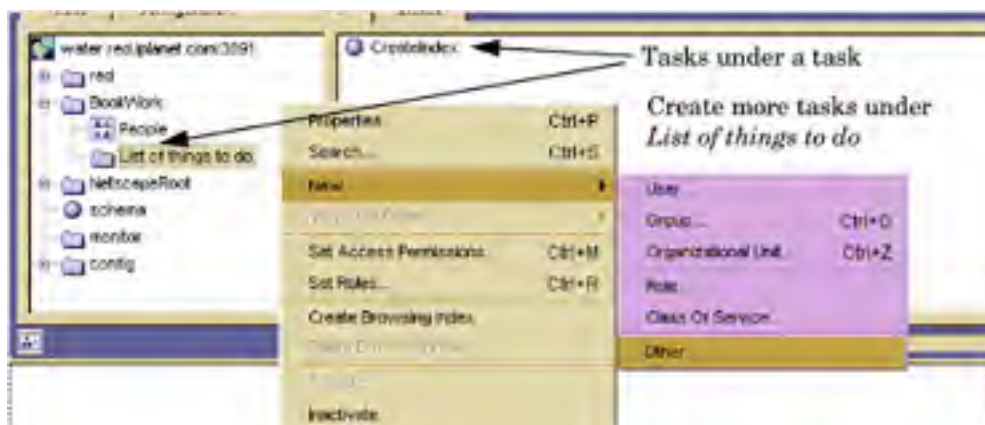 water.red.iplanet.com:3891
red
BookWork
People
List of things to do
NetscapeRoot
schema
monitor
config
CreateIndex
Tasks under a task
Create more tasks under
List of things to do
Properties Ctrl+P
Search... Ctrl+S
New
Set Access Permissions Ctrl+M
Set Roles... Ctrl+R
Create Browsing Index
Inactivate
User
Group... Ctrl+G
Organizational Unit Ctrl+Z
Role
Class Of Service
Other